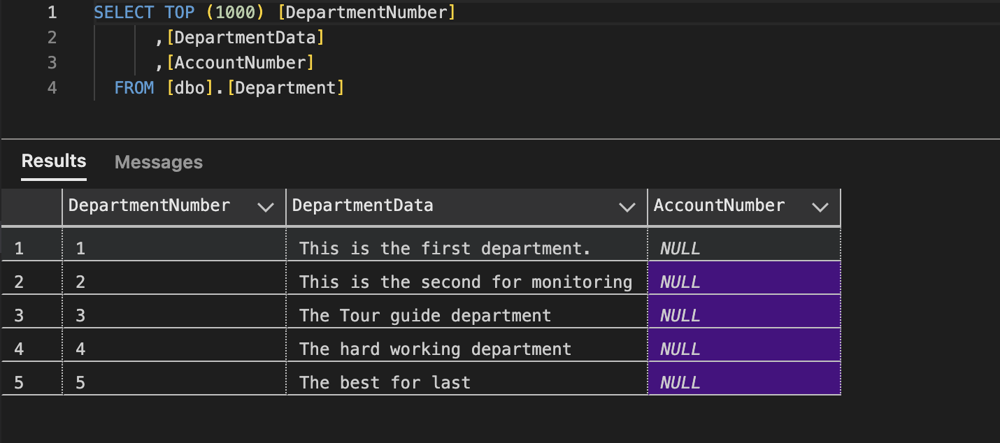 1 SELECT TOP (1000) [DepartmentNumber]
2 ,[DepartmentData]
3 ,[AccountNumber]
4 FROM [dbo].[Department]
Results Messages
DepartmentNumber DepartmentData AccountNumber
1 1 This is the first department. NULL
2 2 This is the second for monitoring NULL
3 3 The Tour guide department NULL
4 4 The hard working department NULL
5 5 The best for last NULL